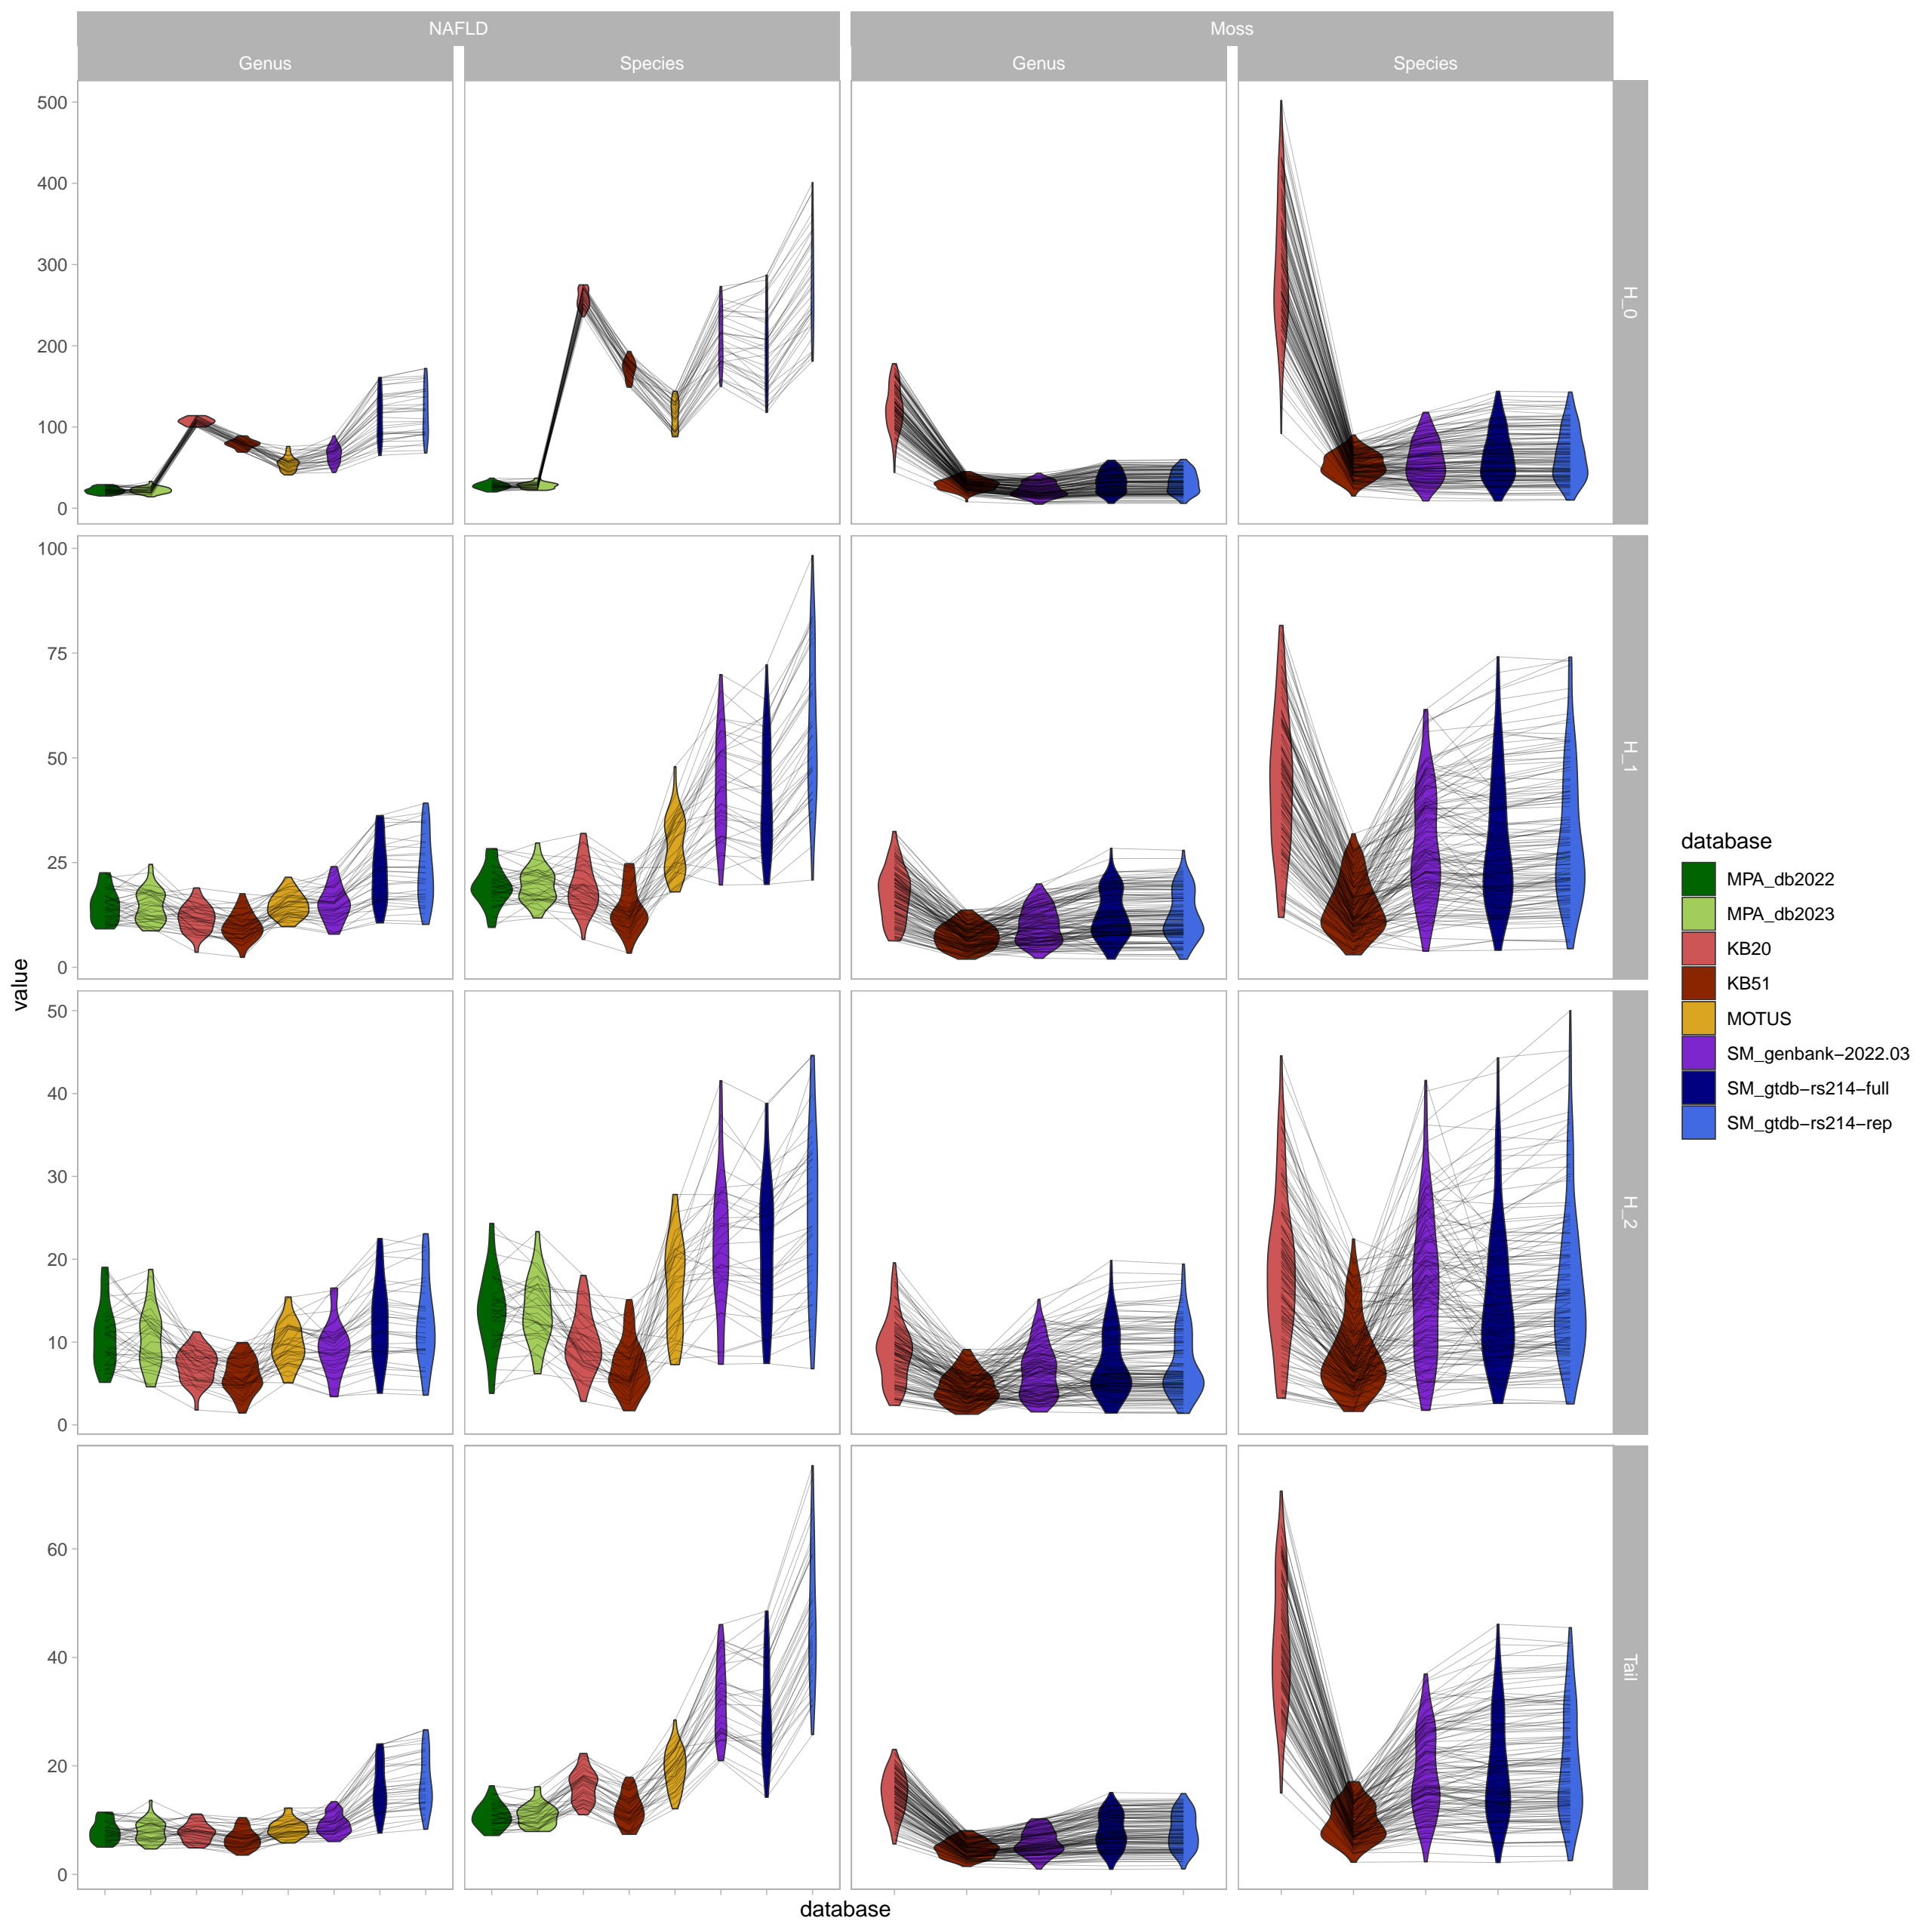 NAFLD
Moss
Genus
Species
Genus
Species
500
400
300
200
100
0
H_0
100
75
50
25
0
H_1
50
40
30
20
10
0
H_2
60
40
20
0
Tail
value
database
database
MPA_db2022
MPA_db2023
KB20
KB51
MOTUS
SM_genbank−2022.03
SM_gtdb−rs214−full
SM_gtdb−rs214−rep